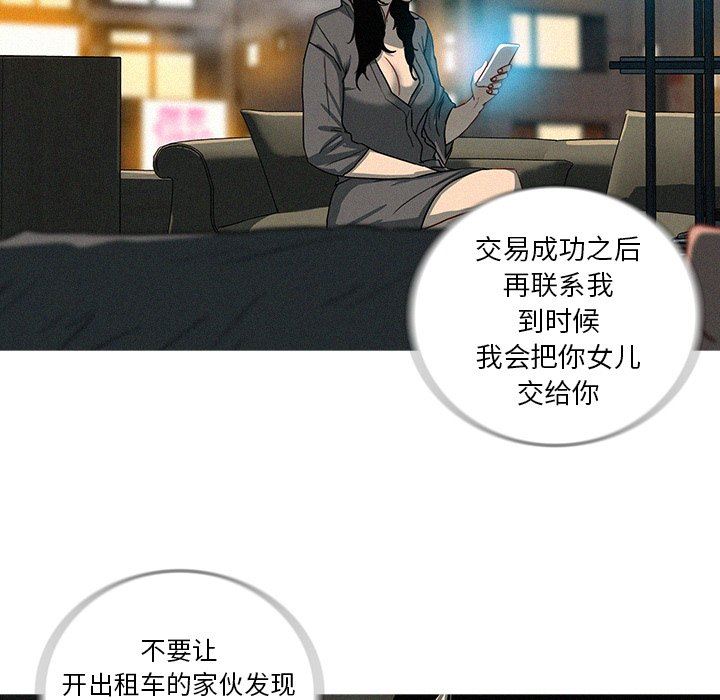 交易成功之后
再联系我
到时候
我会把你女儿
交给你
不要让
开出租车的家伙发现